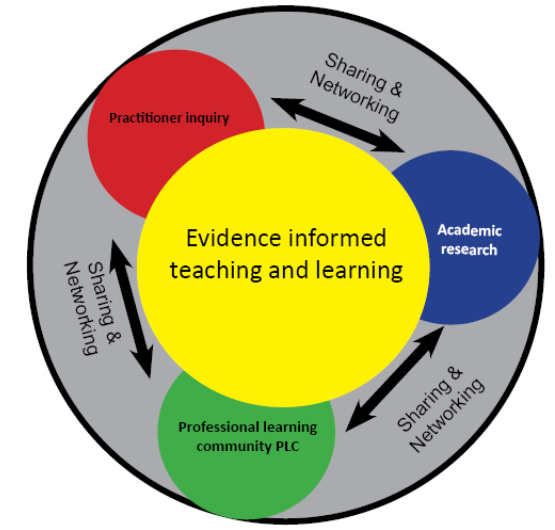 Sharing &
Networking
Practitioner inquiry
Academic
research
Evidence informed
teaching and learning
Sharing &
Networking
Sharing &
Networking
Professional learning
community PLC